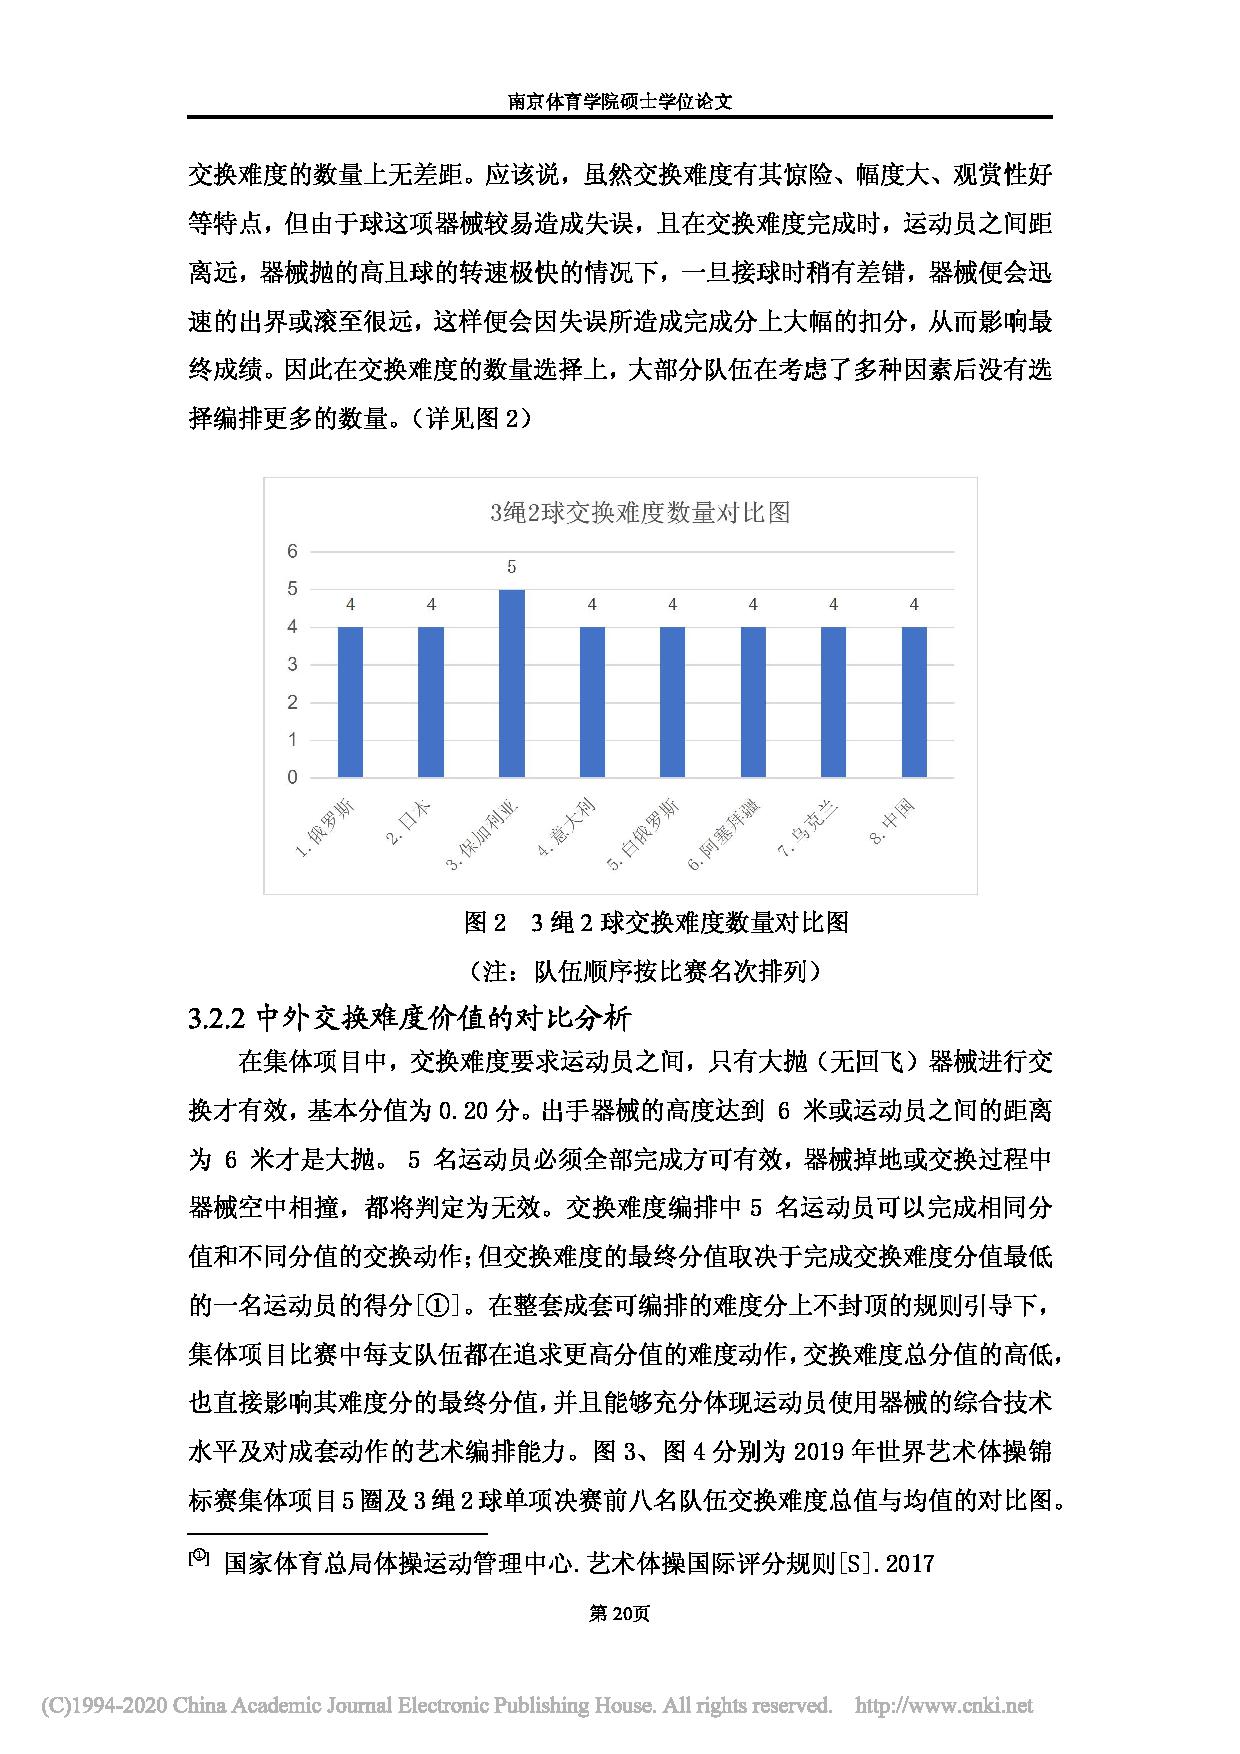 南京体育学院硕士学位论文
交换难度的数量上无差距。应该说，虽然交换难度有其惊险、幅度大、观赏性好
等特点，但由于球这项器械较易造成失误，且在交换难度完成时，运动员之间距
离远，器械抛的高且球的转速极快的情况下，一旦接球时稍有差错，器械便会迅
速的出界或滚至很远，这样便会因失误所造成完成分上大幅的扣分，从而影响最
终成绩。因此在交换难度的数量选择上，大部分队伍在考虑了多种因素后没有选
择编排更多的数量。（详见图 2）
3绳2球交换难度数量对比图
6
5
4
3
2
1
0
4
4
5
4
4
4
4
4
1.俄罗斯
2.日本
3.保加利亚
4.意大利
5.白俄罗斯
6.阿塞拜疆
7.乌克兰
8.中国
图 2 3 绳 2 球交换难度数量对比图
（注：队伍顺序按比赛名次排列）
3.2.2 中外交换难度价值的对比分析
在集体项目中，交换难度要求运动员之间，只有大抛（无回飞）器械进行交
换才有效，基本分值为 0.20 分。出手器械的高度达到 6 米或运动员之间的距离
为 6 米才是大抛。 5 名运动员必须全部完成方可有效，器械掉地或交换过程中
器械空中相撞，都将判定为无效。交换难度编排中 5 名运动员可以完成相同分
值和不同分值的交换动作；但交换难度的最终分值取决于完成交换难度分值最低
的一名运动员的得分[①]。在整套成套可编排的难度分上不封顶的规则引导下，
集体项目比赛中每支队伍都在追求更高分值的难度动作，交换难度总分值的高低，
也直接影响其难度分的最终分值，并且能够充分体现运动员使用器械的综合技术
水平及对成套动作的艺术编排能力。图 3、图 4 分别为 2019 年世界艺术体操锦
标赛集体项目 5 圈及 3 绳 2 球单项决赛前八名队伍交换难度总值与均值的对比图。
[①] 国家体育总局体操运动管理中心.艺术体操国际评分规则[S].2017
第 20页
(C)1994-2020 China Academic Journal Electronic Publishing House. All rights reserved. http://www.cnki.net